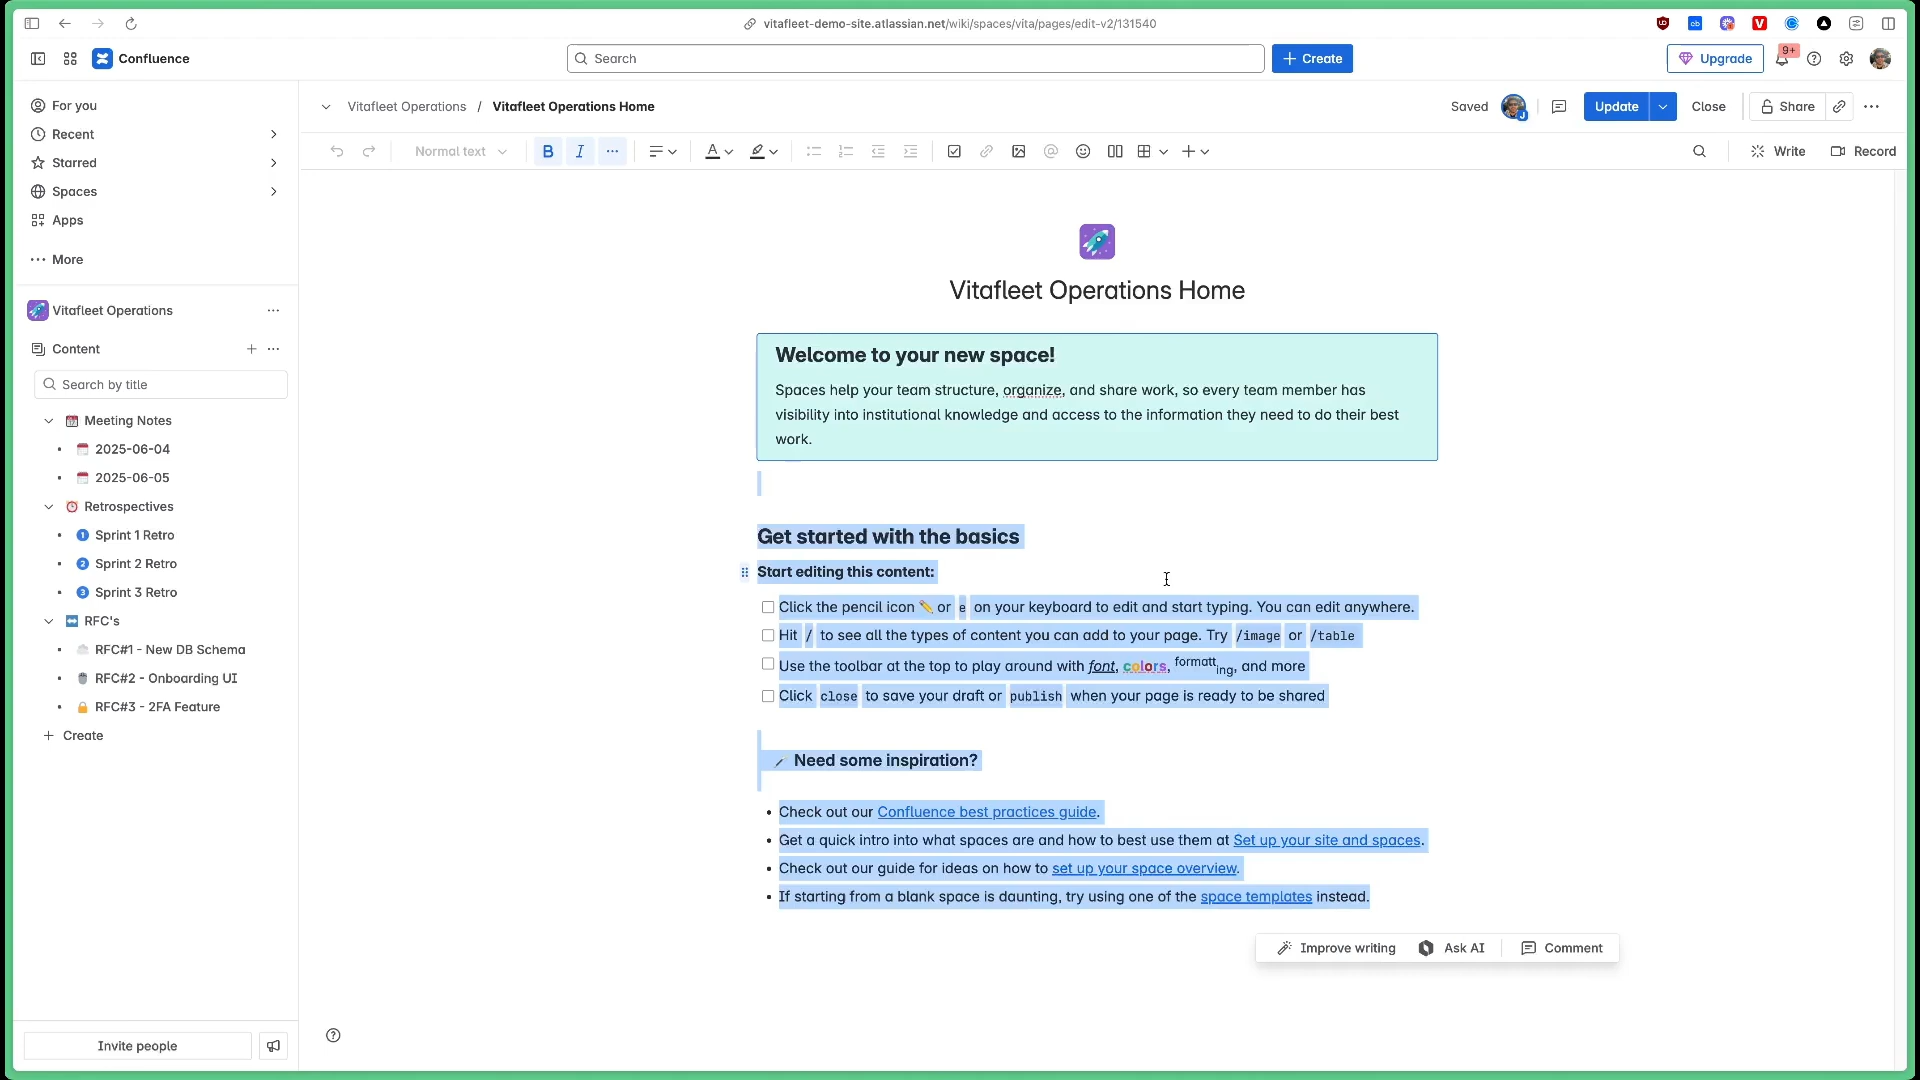 vitafleet-demo-site.atlassian.net/wiki/spaces/vita/pages/edit-v2/131540
Confluence
Search
Create
Upgrade
9+
For you
Recent
Starred
Spaces
Apps
More
Vitafleet Operations
Content
Search by title
Meeting Notes
2025-06-04
2025-06-05
Retrospectives
1 Sprint 1 Retro
2 Sprint 2 Retro
3 Sprint 3 Retro
RFC's
RFC#1 - New DB Schema
RFC#2 - Onboarding UI
RFC#3 - 2FA Feature
Create
Invite people
Vitafleet Operations / Vitafleet Operations Home
Saved
J
Update
Close
Share
Normal text
B
I
A
Write
Record
Vitafleet Operations Home
Welcome to your new space!
Spaces help your team structure, organize, and share work, so every team member has
visibility into institutional knowledge and access to the information they need to do their best
work.
Get started with the basics
Start editing this content:
Click the pencil icon ✏️ or e on your keyboard to edit and start typing. You can edit anywhere.
Hit / to see all the types of content you can add to your page. Try /image or /table
Use the toolbar at the top to play around with font, colors, formatting, and more
Click close to save your draft or publish when your page is ready to be shared
Need some inspiration?
• Check out our Confluence best practices guide.
• Get a quick intro into what spaces are and how to best use them at Set up your site and spaces.
• Check out our guide for ideas on how to set up your space overview.
• If starting from a blank space is daunting, try using one of the space templates instead.
Improve writing
Ask AI
Comment